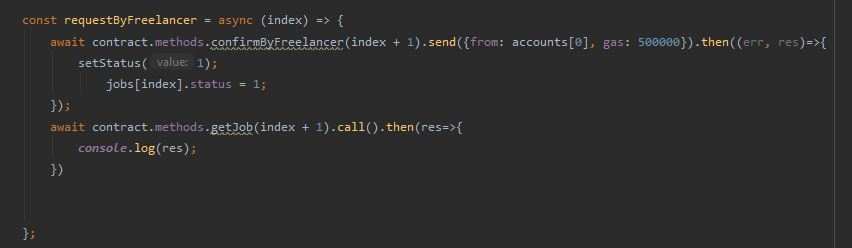 const requestByFreelancer = async (index) => {
await contract.methods.confirmByFreelancer(index + 1).send({from: accounts[0], gas: 500000}).then((err, res)=>{
setStatus( value: 1);
jobs[index].status = 1;
});
await contract.methods.getJob(index + 1).call().then(res=>{
console.log(res);
})
};